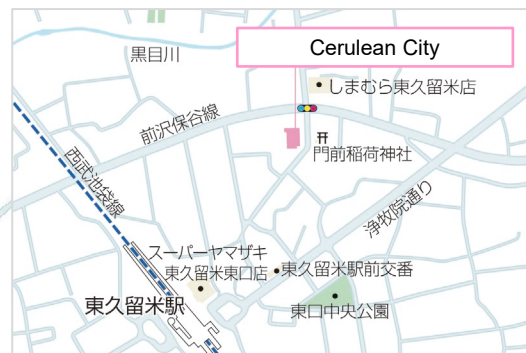 Cerulean City
黒目川
しまむら東久留米店
前沢保谷線
門前稲荷神社
西武池袋線
浄牧院通り
スーパーヤマザキ
東久留米東口店
東久留米駅前交番
東久留米駅
東口中央公園